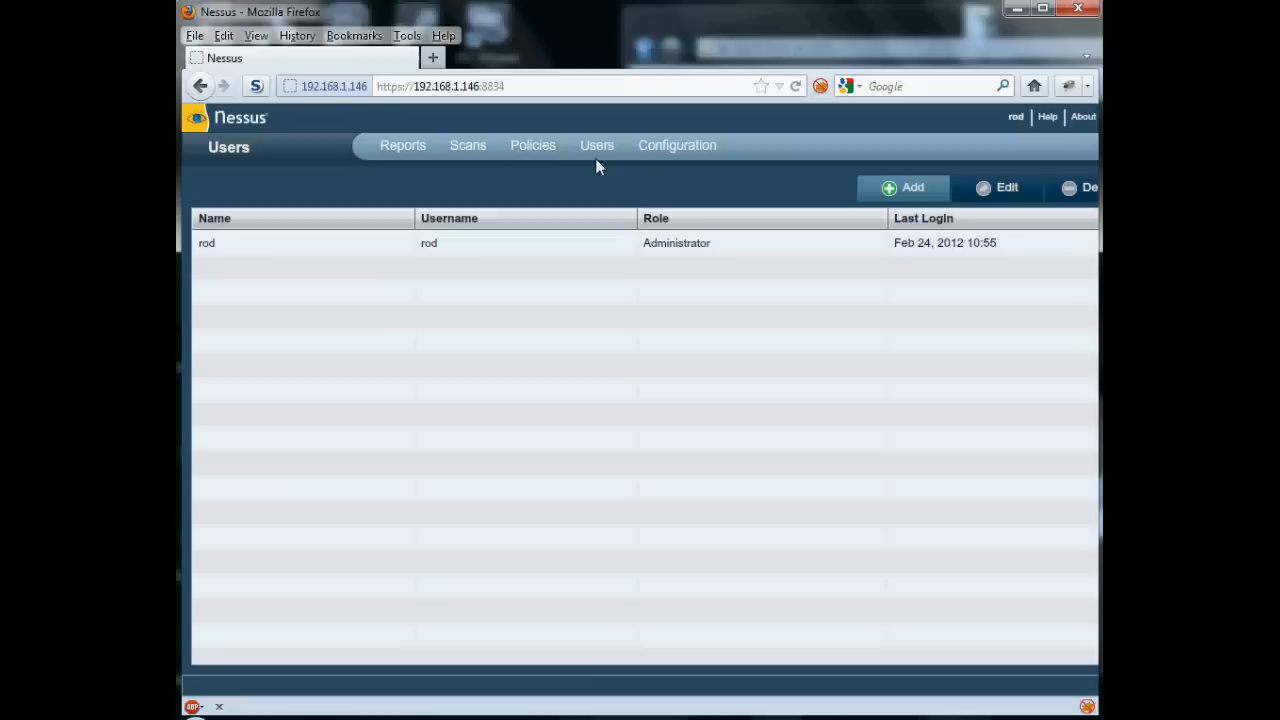 Nessus - Mozilla Firefox
File Edit View History Bookmarks Tools Help
Nessus
192.168.1.146 https://192.168.1.146:8834 Google
Nessus rod Help About
Users Reports Scans Policies Users Configuration
Add Edit De
Name Username Role Last Login
rod rod Administrator Feb 24, 2012 10:55
ABP